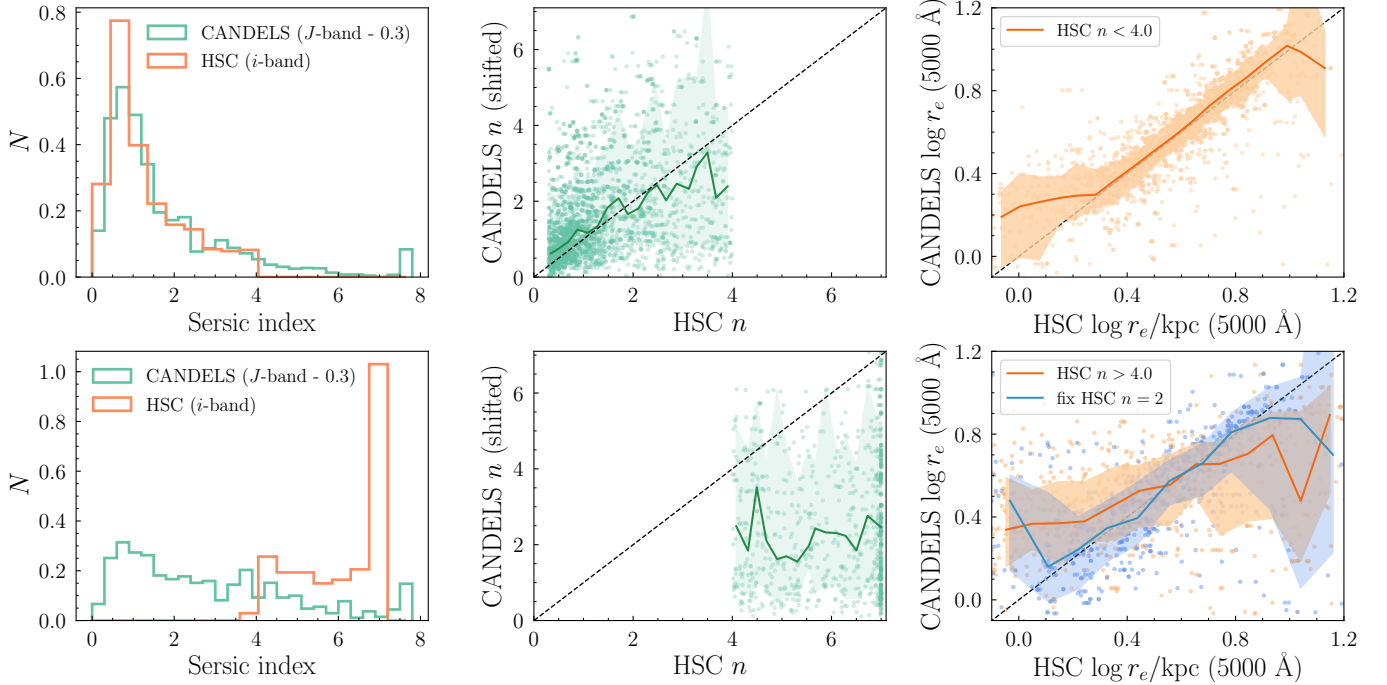 CANDELS (J-band - 0.3)
HSC (i-band)
N
0.8
0.6
0.4
0.2
0.0
0 2 4 6 8
Sersic index
CANDELS n (shifted)
6
4
2
0
0 2 4 6
HSC n
HSC n < 4.0
CANDELS log r_e (5000 Å)
1.2
0.8
0.4
0.0
0.0 0.4 0.8 1.2
HSC log r_e/kpc (5000 Å)
CANDELS (J-band - 0.3)
HSC (i-band)
N
1.0
0.8
0.6
0.4
0.2
0.0
0 2 4 6 8
Sersic index
CANDELS n (shifted)
6
4
2
0
0 2 4 6
HSC n
HSC n > 4.0
fix HSC n = 2
CANDELS log r_e (5000 Å)
1.2
0.8
0.4
0.0
0.0 0.4 0.8 1.2
HSC log r_e/kpc (5000 Å)